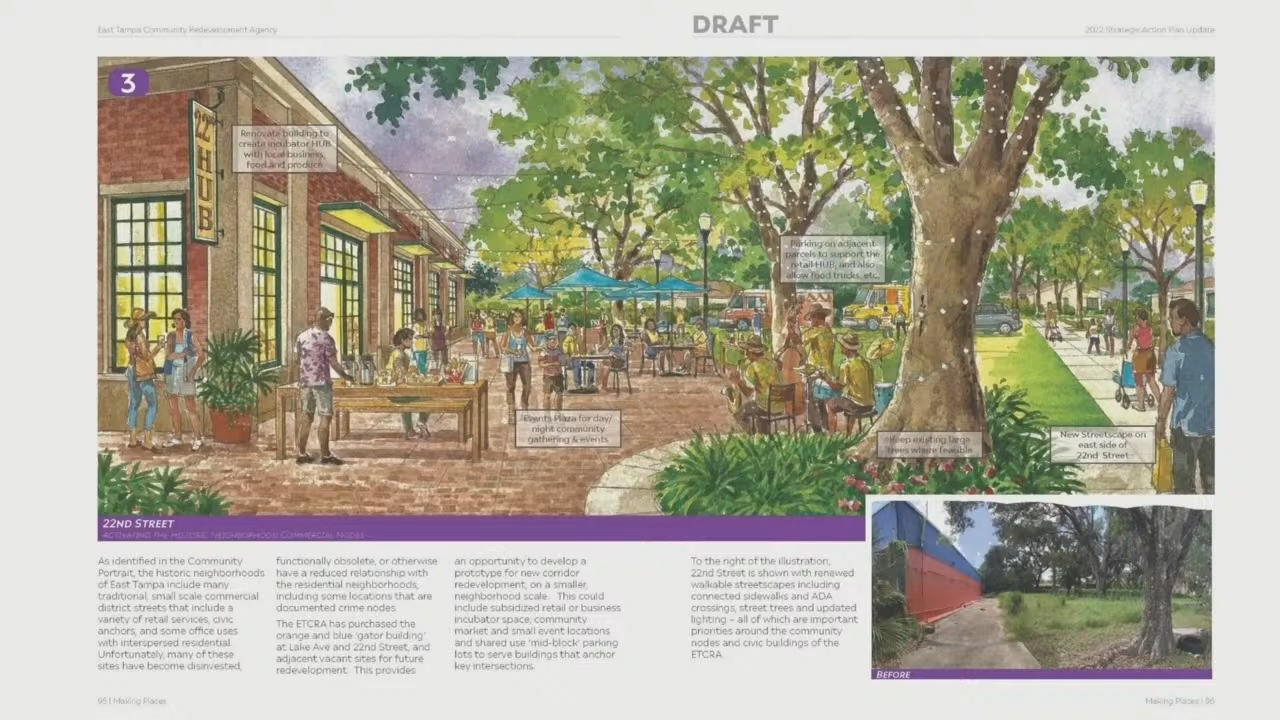 East Tampa Community Redevelopment Agency
DRAFT
2022 Strategic Action Plan Update
3
22 HUB
Renovate building to
create incubator HUB
with local business,
food and produce
Parking on adjacent
parcels to support the
retail HUB, and also
allow food trucks, etc.
Events Plaza for day/
night community
gathering & events
Keep existing large
trees where feasible
New Streetscape on
east side of
22nd Street
22ND STREET
ACTIVATING THE HISTORIC NEIGHBORHOOD COMMERCIAL NODES
As identified in the Community
Portrait, the historic neighborhoods
of East Tampa include many
traditional, small scale commercial
district streets that include a
variety of retail services, civic
anchors, and some office uses
with interspersed residential.
Unfortunately, many of these
sites have become disinvested,
functionally obsolete, or otherwise
have a reduced relationship with
the residential neighborhoods,
including some locations that are
documented crime nodes.
The ETCRA has purchased the
orange and blue 'gator building'
at Lake Ave and 22nd Street, and
adjacent vacant sites for future
redevelopment. This provides
an opportunity to develop a
prototype for new corridor
redevelopment, on a smaller,
neighborhood scale. This could
include subsidized retail or business
incubator space, community
market and small event locations
and shared use 'mid-block' parking
lots to serve buildings that anchor
key intersections.
To the right of the illustration,
22nd Street is shown with renewed
walkable streetscapes including
connected sidewalks and ADA
crossings, street trees and updated
lighting – all of which are important
priorities around the community
nodes and civic buildings of the
ETCRA.
BEFORE
95 | Making Places
Making Places | 96